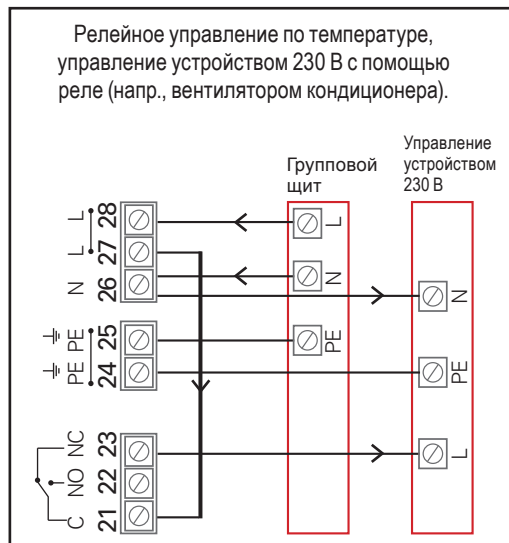 Релейное управление по температуре,
управление устройством 230 В с помощью
реле (напр., вентилятором кондиционера).
Управление
устройством
230 В
Групповой
щит
L 28
L 27
N 26
PE 25
PE 24
NC 23
NO 22
C 21
L
N
PE
N
PE
L